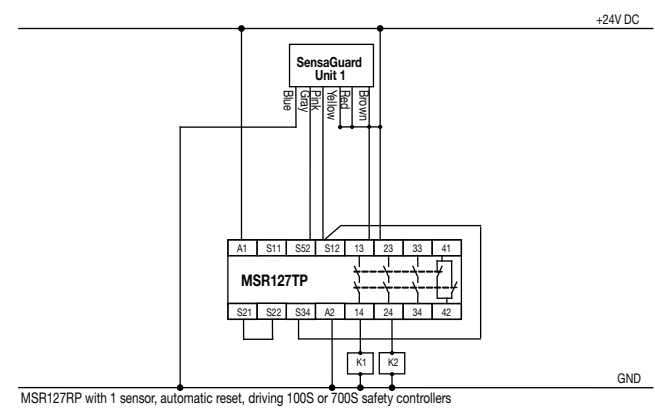 +24V DC
SensaGuard
Unit 1
Blue
Gray
Pink
Yellow
Red
Brown
A1 S11 S52 S12 13 23 33 41
MSR127TP
S21 S22 S34 A2 14 24 34 42
K1 K2
GND
MSR127RP with 1 sensor, automatic reset, driving 100S or 700S safety controllers